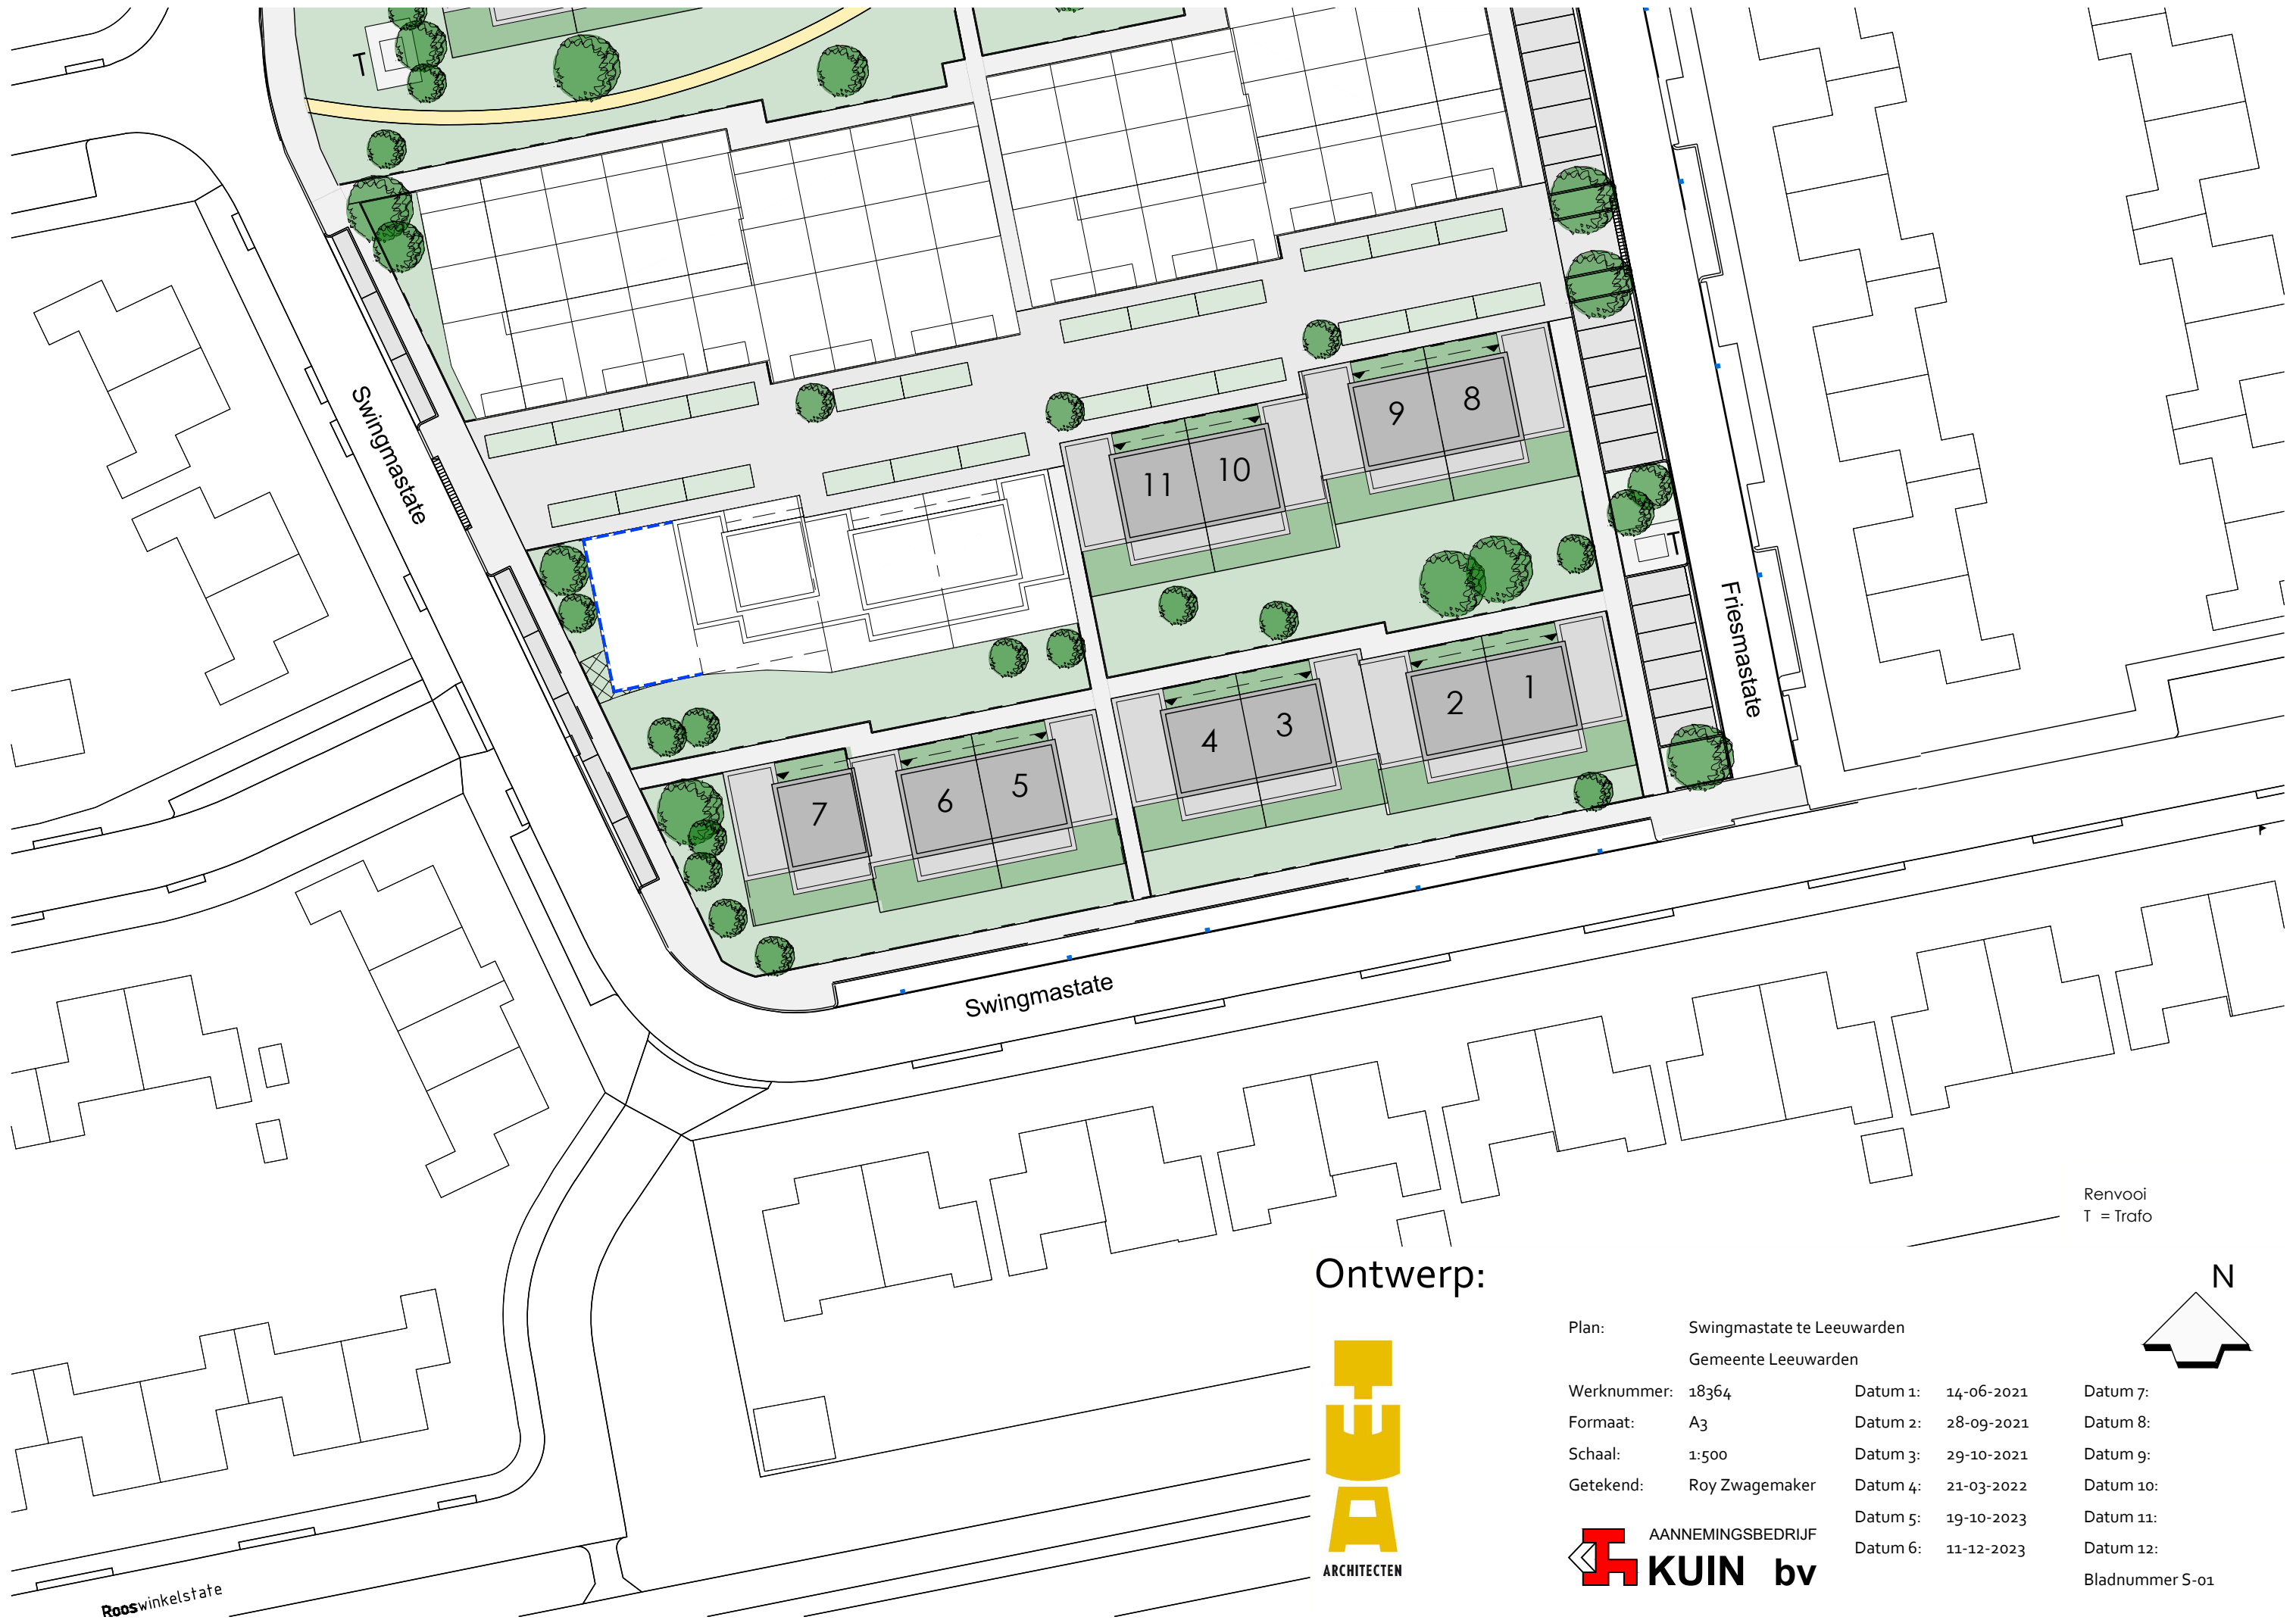 T
Swingmastate
9
8
11
10
T
Friesmastate
2
1
4
3
7
6
5
Swingmastate
Renvooi
T = Trafo
Ontwerp:
N
Plan: Swingmastate te Leeuwarden
Gemeente Leeuwarden
Werknummer: 18364 Datum 1: 14-06-2021 Datum 7:
Formaat: A3 Datum 2: 28-09-2021 Datum 8:
Schaal: 1:500 Datum 3: 29-10-2021 Datum 9:
Getekend: Roy Zwagemaker Datum 4: 21-03-2022 Datum 10:
Datum 5: 19-10-2023 Datum 11:
Datum 6: 11-12-2023 Datum 12:
Bladnummer S-01
AANNEMINGSBEDRIJF
KUIN bv
ARCHITECTEN
Rooswinkelstate